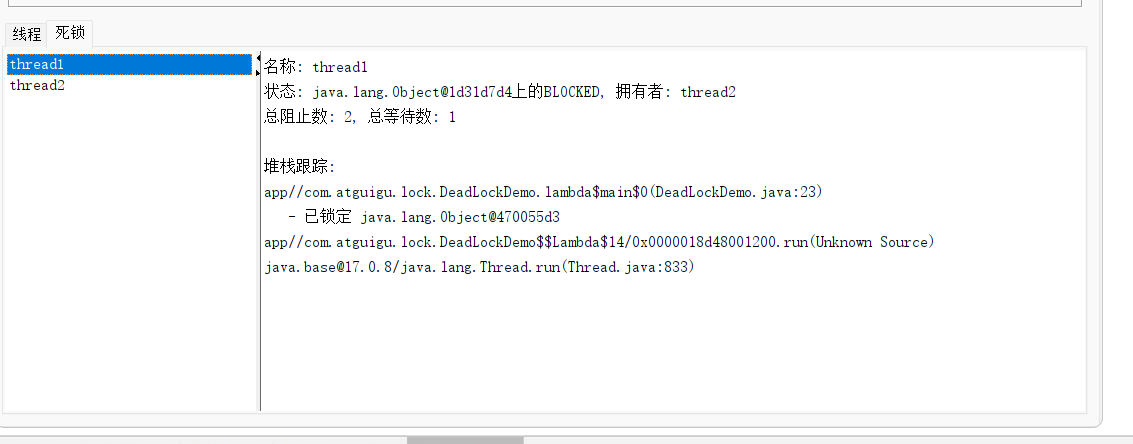 线程 死锁
thread1
thread2
名称: thread1
状态: java.lang.Object@1d31d7d4上的BLOCKED, 拥有者: thread2
总阻止数: 2, 总等待数: 1
堆栈跟踪:
app//com.atguigu.lock.DeadLockDemo.lambda$main$0(DeadLockDemo.java:23)
- 已锁定 java.lang.Object@470055d3
app//com.atguigu.lock.DeadLockDemo$$Lambda$14/0x0000018d48001200.run(Unknown Source)
java.base@17.0.8/java.lang.Thread.run(Thread.java:833)